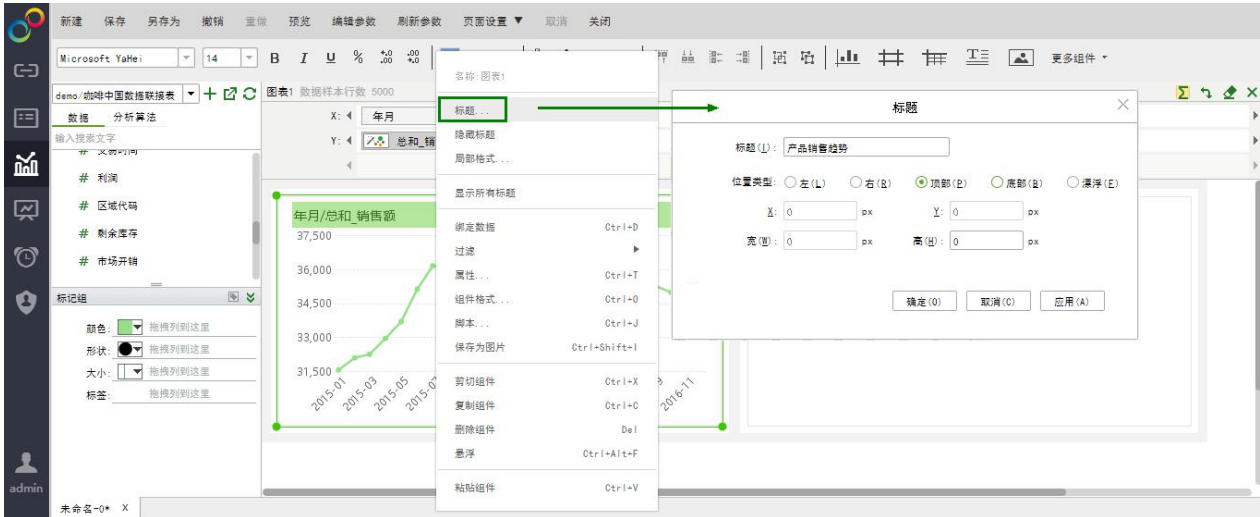 新建 保存 另存为 撤销 重做 预览 编辑参数 刷新参数 页面设置 ▼ 取消 关闭
Microsoft YaHei 14 B I U % 更多组件
demo/咖啡中国数据联接表
图表1 数据样本行数 5000
数据 分析算法
输入搜索文字
# 交易时间
# 利润
# 区域代码
# 剩余库存
# 市场开销
标记组
颜色: 拖拽列到这里
形状: 拖拽列到这里
大小: 拖拽列到这里
标签: 拖拽列到这里
admin
未命名-0* X
X: 年月
Y: 总和_销
年月/总和_销售额
37,500
36,000
34,500
33,000
31,500
2015-01 2015-03 2015-05 2016-11
名称:图表1
标题...
隐藏标题
局部格式...
显示所有标题
绑定数据 Ctrl+D
过滤
属性... Ctrl+T
组件格式... Ctrl+O
脚本... Ctrl+J
保存为图片 Ctrl+Shift+I
剪切组件 Ctrl+X
复制组件 Ctrl+C
删除组件 Del
悬浮 Ctrl+Alt+F
粘贴组件 Ctrl+V
标题
标题(I): 产品销售趋势
位置类型: 左(L) 右(R) 顶部(P) 底部(B) 漂浮(F)
X: 0 px Y: 0 px
宽(W): 0 px 高(H): 0 px
确定(O) 取消(C) 应用(A)